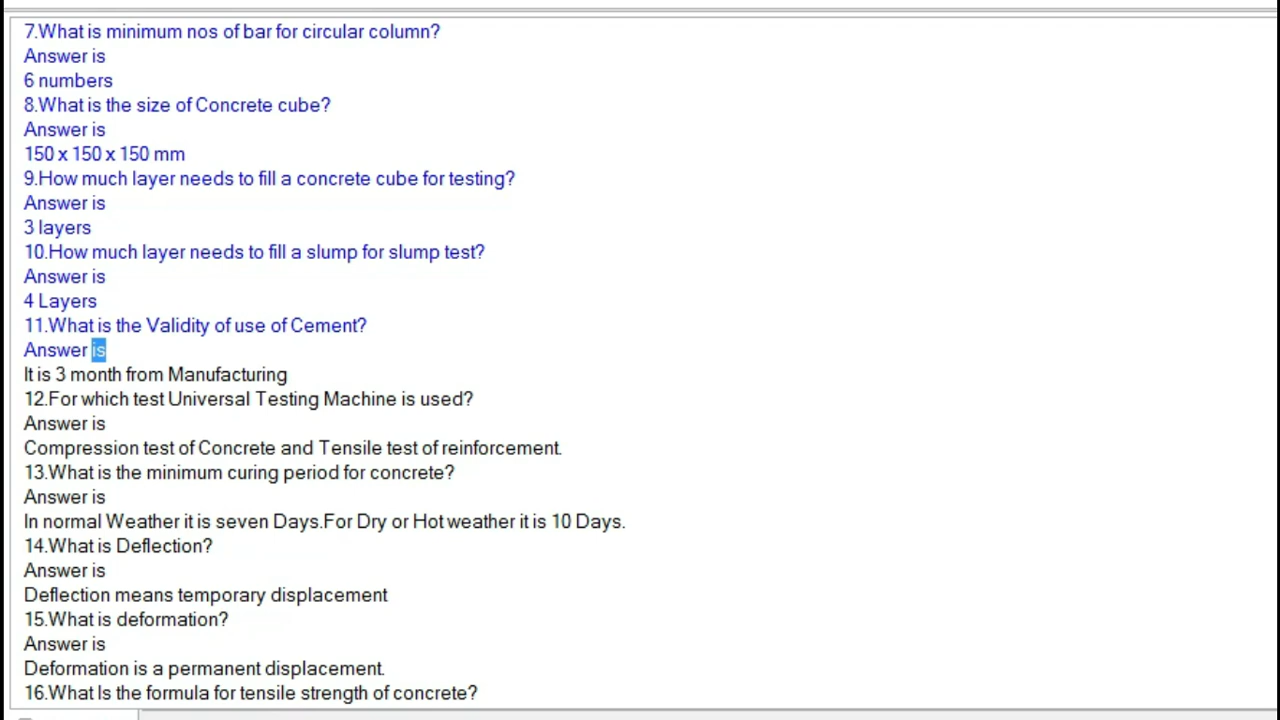 7.What is minimum nos of bar for circular column?
Answer is
6 numbers
8.What is the size of Concrete cube?
Answer is
150 x 150 x 150 mm
9.How much layer needs to fill a concrete cube for testing?
Answer is
3 layers
10.How much layer needs to fill a slump for slump test?
Answer is
4 Layers
11.What is the Validity of use of Cement?
Answer is
It is 3 month from Manufacturing
12.For which test Universal Testing Machine is used?
Answer is
Compression test of Concrete and Tensile test of reinforcement.
13.What is the minimum curing period for concrete?
Answer is
In normal Weather it is seven Days.For Dry or Hot weather it is 10 Days.
14.What is Deflection?
Answer is
Deflection means temporary displacement
15.What is deformation?
Answer is
Deformation is a permanent displacement.
16.What Is the formula for tensile strength of concrete?